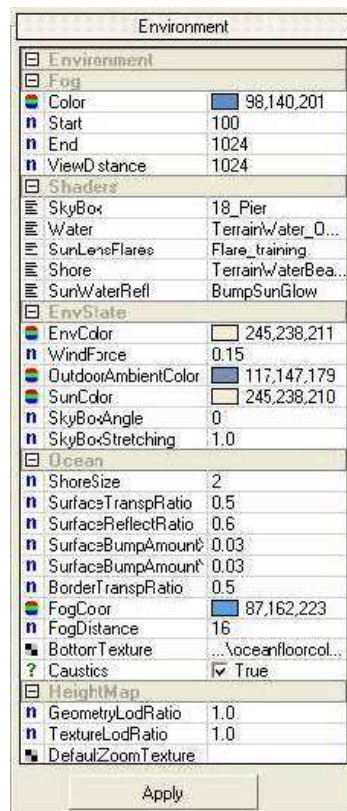 Environment
Environment
Fog
Color 98,140,201
Start 100
End 1024
ViewDistance 1024
Shaders
SkyBox 18_Pier
Water TerrainWater_O...
SunLensFlares Flare_training
Shore TerrainWaterBea...
SunWaterRefl BumpSunGlow
EnvState
EnvColor 245,238,211
WindForce 0.15
OutdoorAmbientColor 117,147,179
SunColor 245,238,210
SkyBoxAngle 0
SkyBoxStretching 1.0
Ocean
ShoreSize 2
SurfaceTranspRatio 0.5
SurfaceReflectRatio 0.6
SurfaceBumpAmount 0.03
SurfaceBumpAmount 0.03
BorderTranspRatio 0.5
FogCoor 87,162,223
FogDistance 16
BottomTexture ...\oceanfloorcol...
Caustics True
HeightMap
GeometryLodRatio 1.0
TextureLodRatio 1.0
DefaulZoomTexture
Apply